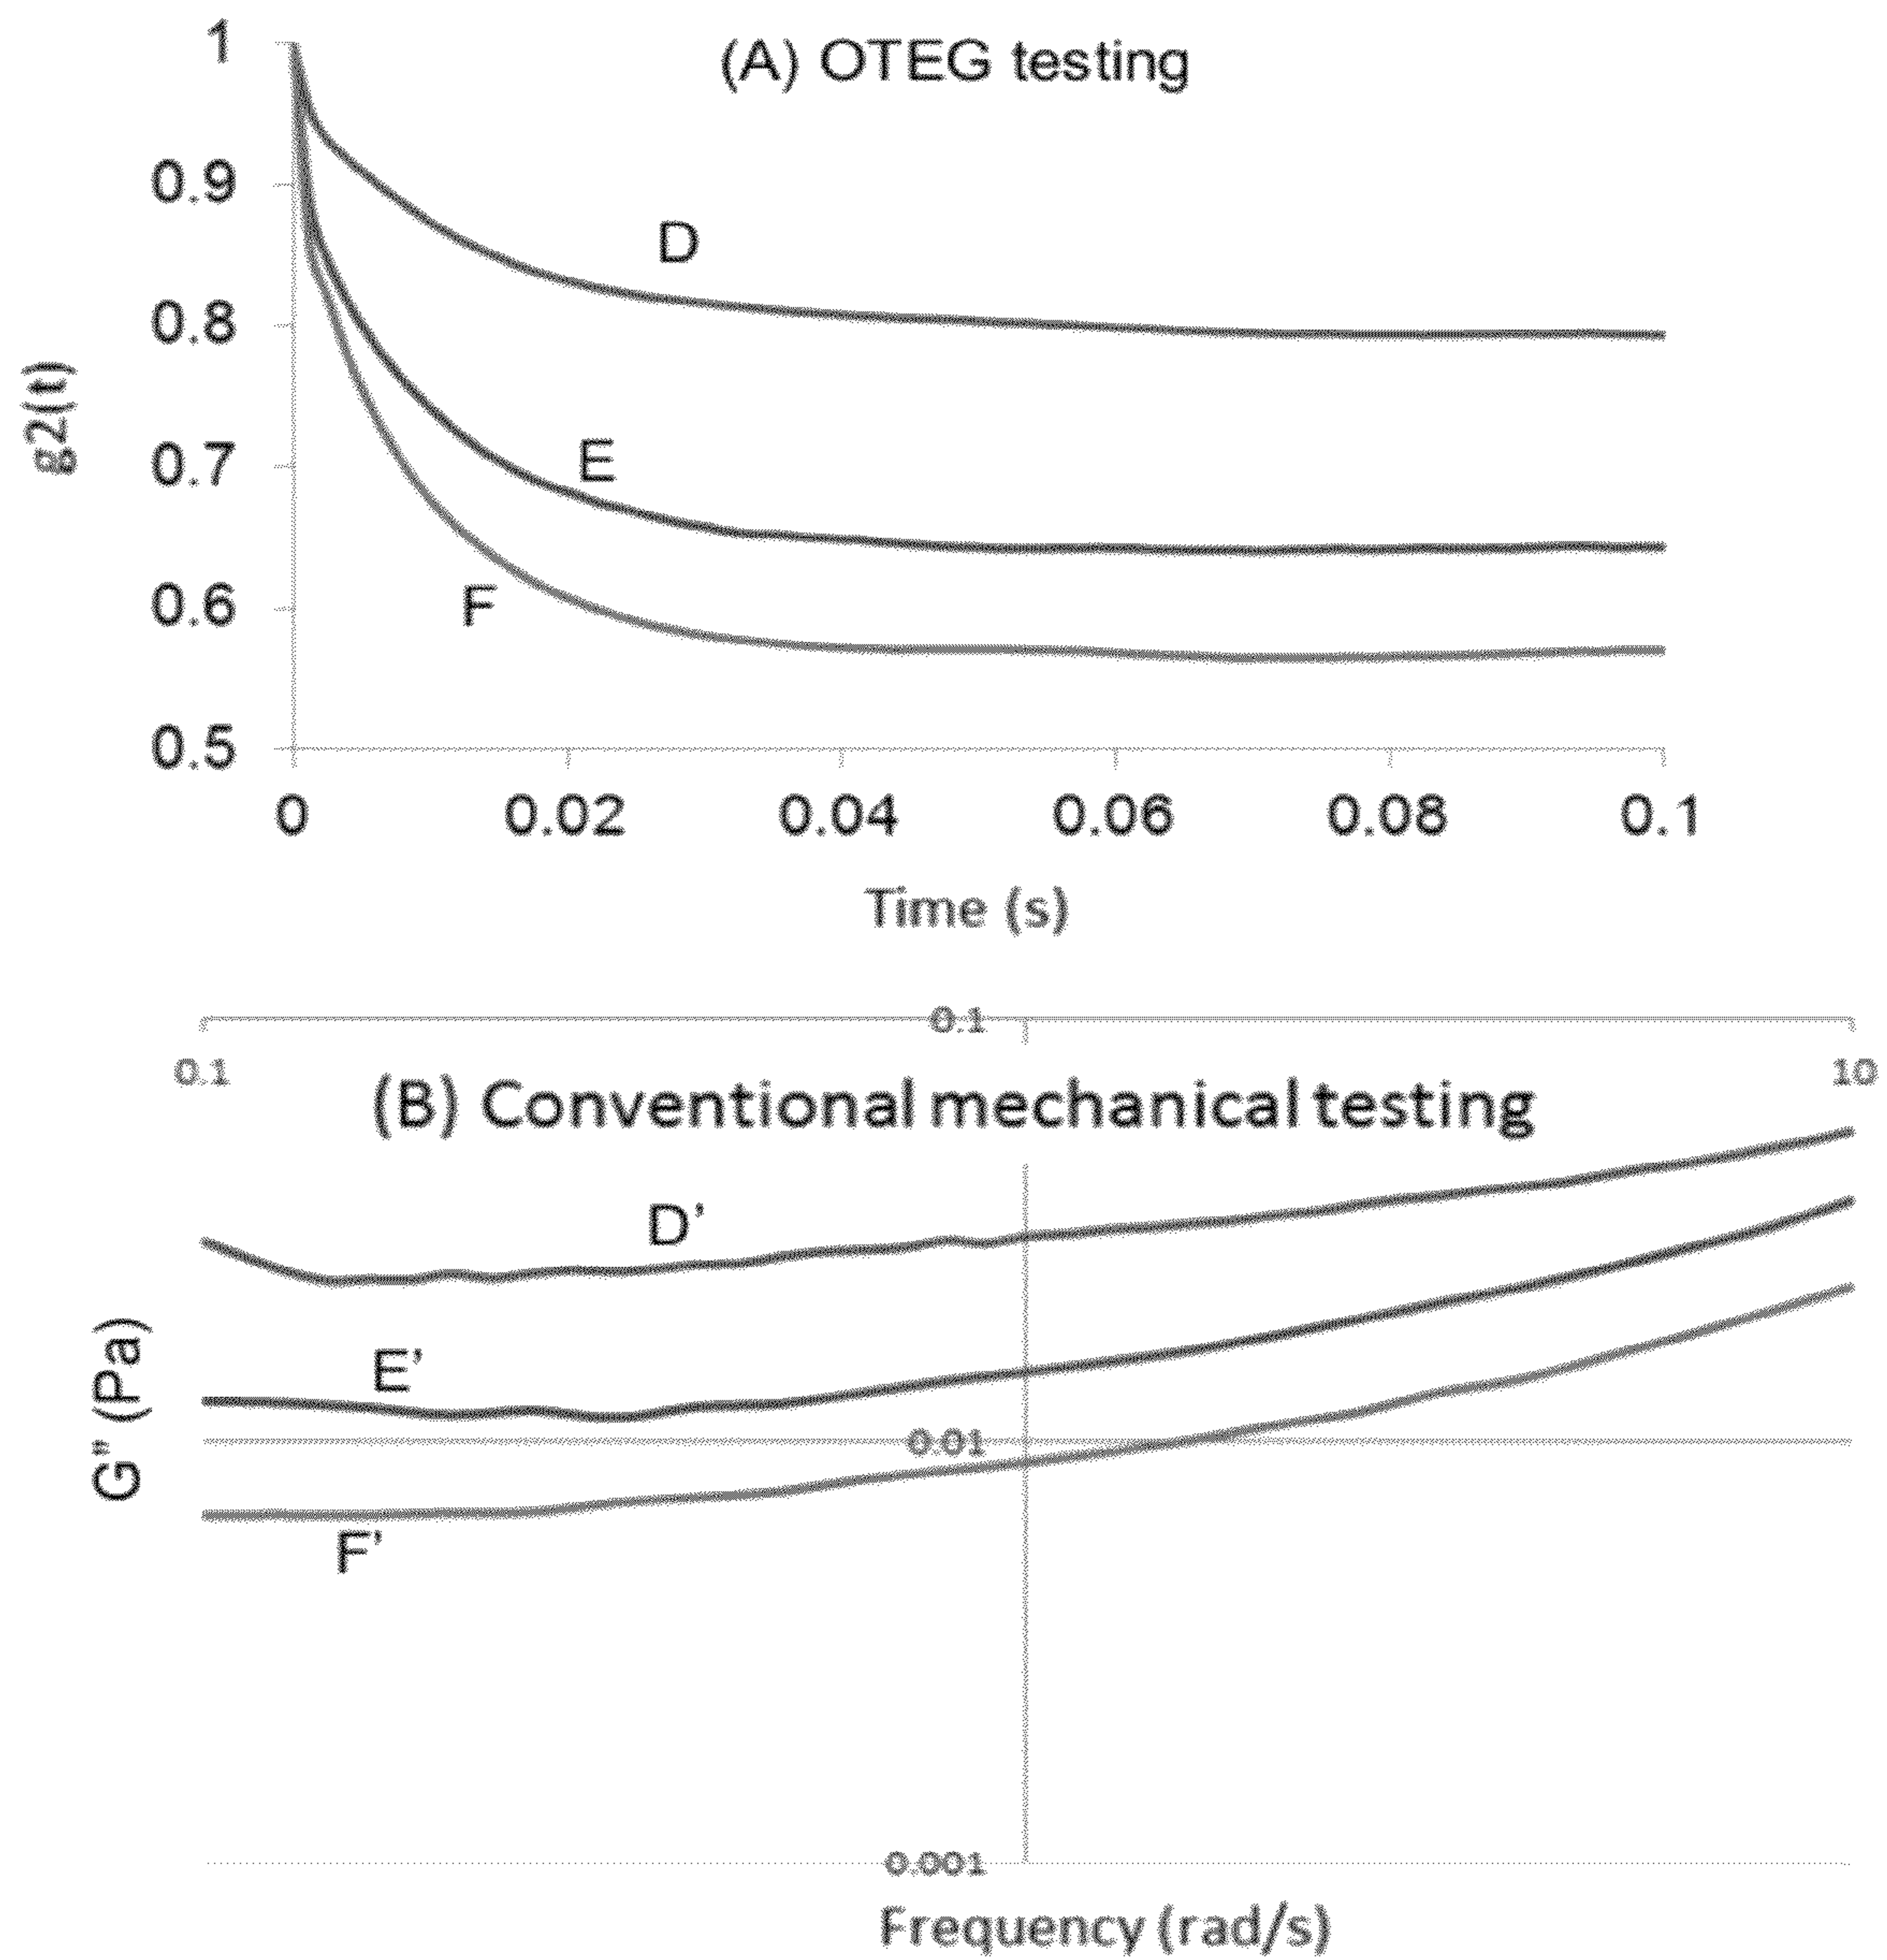 1
(A) OTEG testing
0.9
D
0.8
g2(t)
0.7
E
0.6
F
0.5
0
0.02
0.04
0.06
0.08
0.1
Time (s)
0.1
0.1
10
(B) Conventional mechanical testing
D’
E’
G" (Pa)
0.01
F’
0.001
Frequency (rad/s)